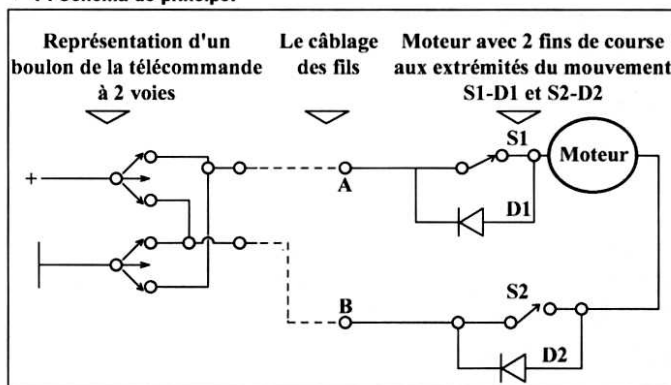 Représentation d'un
boulon de la télécommande
à 2 voies
Le câblage
des fils
Moteur avec 2 fins de course
aux extrémités du mouvement
S1-D1 et S2-D2
S1
Moteur
+
A
D1
B
S2
D2